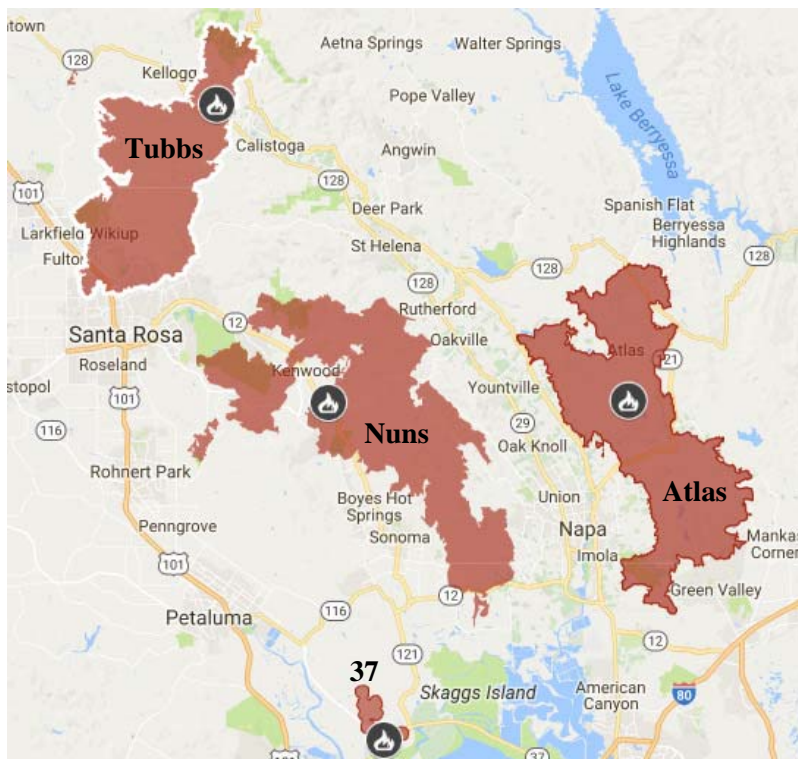 ntown
Aetna Springs
Walter Springs
128
Kellogg
Pope Valley
Lake Berryessa
Tubbs
Calistoga
Angwin
128
101
Deer Park
Spanish Flat
Berryessa
Highlands
Larkfield Wikiup
Fulton
St Helena
128
128
128
Rutherford
12
Santa Rosa
Oakville
Atlas
121
Roseland
Kenwood
stopol
101
Yountville
29
116
Nuns
Oak Knoll
Rohnert Park
Atlas
Boyes Hot
Springs
Union
Penngrove
Napa
Mankas
Corner
Sonoma
Imola
101
Green Valley
12
116
Petaluma
12
121
37
Skaggs Island
American
Canyon
80
101
37